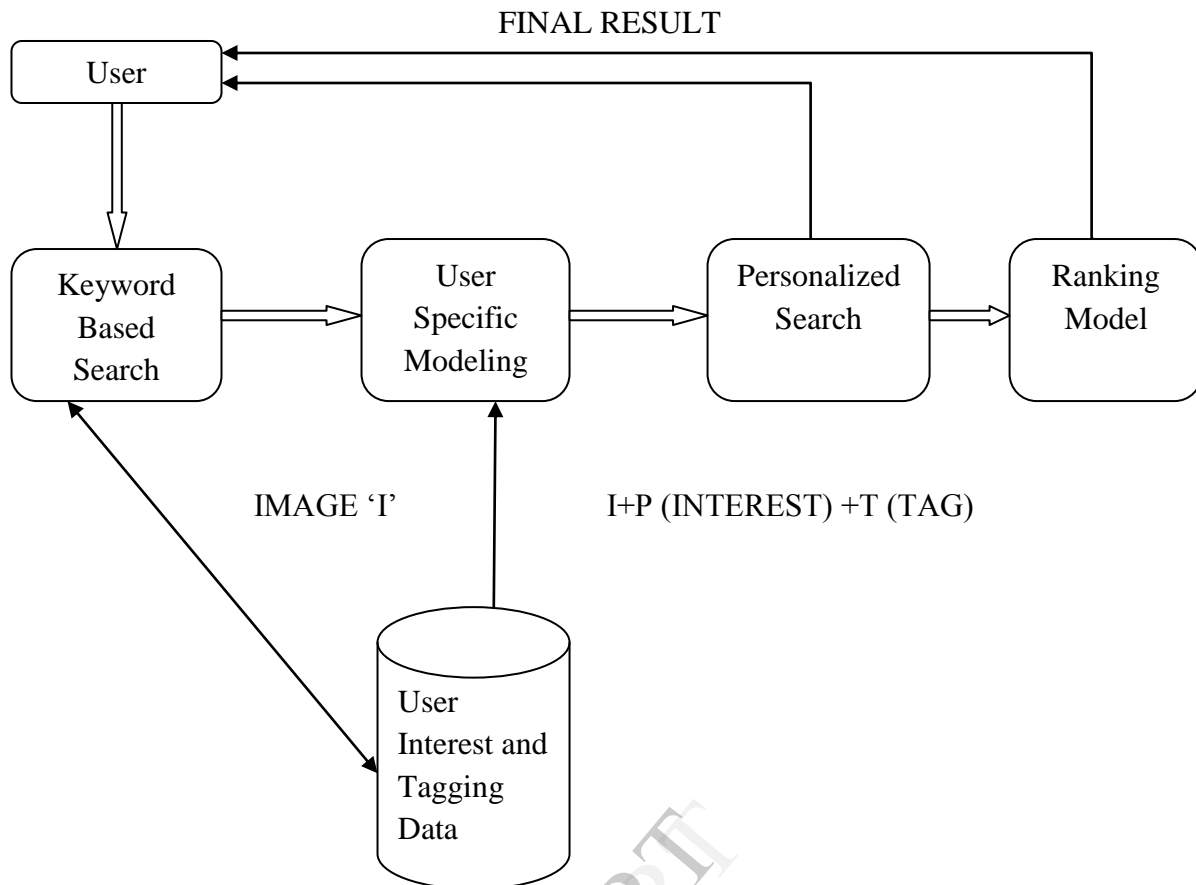 FINAL RESULT
User
Keyword
Based
Search
User
Specific
Modeling
Personalized
Search
Ranking
Model
IMAGE ‘I’
I+P (INTEREST) +T (TAG)
User
Interest and
Tagging
Data